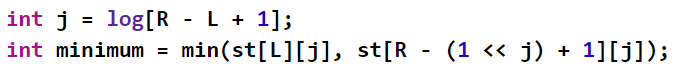 int j = log[R - L + 1];
int minimum = min(st[L][j], st[R - (1 << j) + 1][j]);